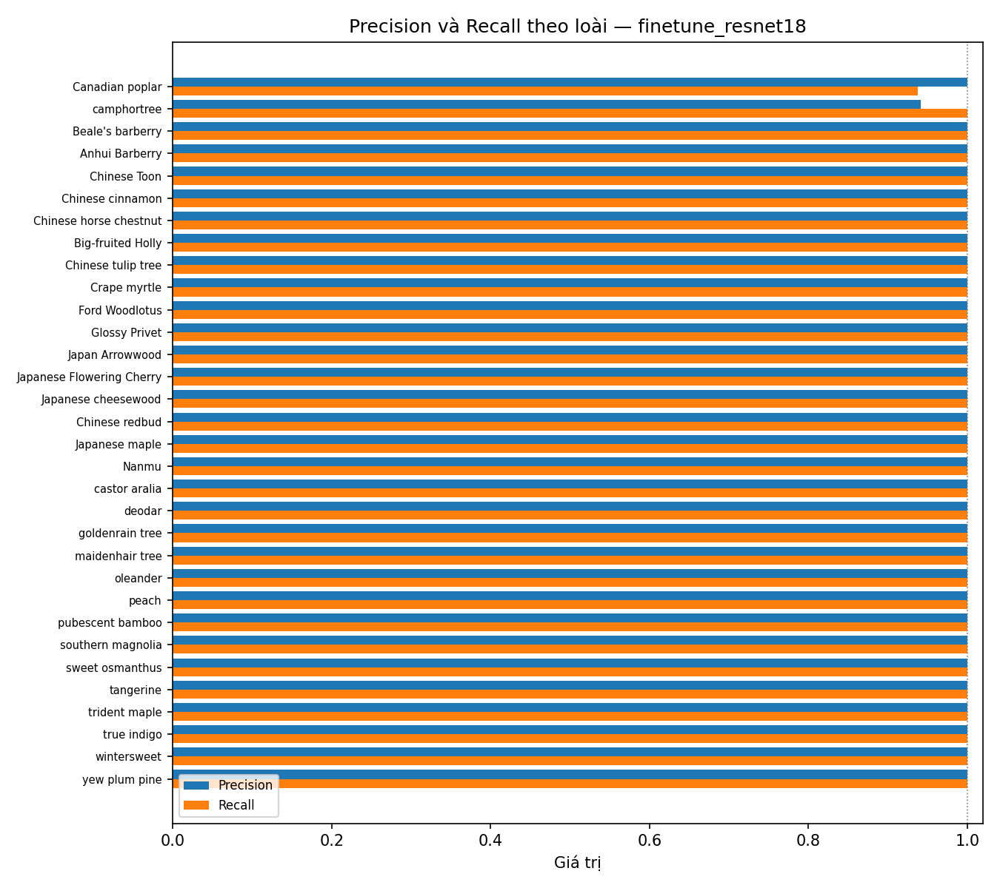 Precision và Recall theo loài — finetune_resnet18
Canadian poplar
camphortree
Beale's barberry
Anhui Barberry
Chinese Toon
Chinese cinnamon
Chinese horse chestnut
Big-fruited Holly
Chinese tulip tree
Crape myrtle
Ford Woodlotus
Glossy Privet
Japan Arrowwood
Japanese Flowering Cherry
Japanese cheesewood
Chinese redbud
Japanese maple
Nanmu
castor aralia
deodar
goldenrain tree
maidenhair tree
oleander
peach
pubescent bamboo
southern magnolia
sweet osmanthus
tangerine
trident maple
true indigo
wintersweet
yew plum pine
Precision
Recall
0.0 0.2 0.4 0.6 0.8 1.0
Giá trị